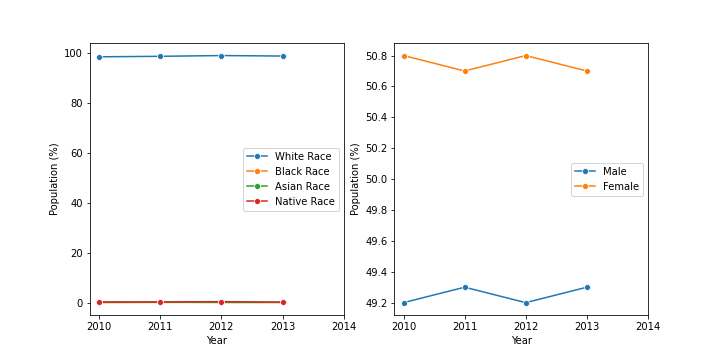 100
80
60
40
20
0
Population (%)
White Race
Black Race
Asian Race
Native Race
2010 2011 2012 2013 2014
Year
50.8
50.6
50.4
50.2
50.0
49.8
49.6
49.4
49.2
Population (%)
Male
Female
2010 2011 2012 2013 2014
Year